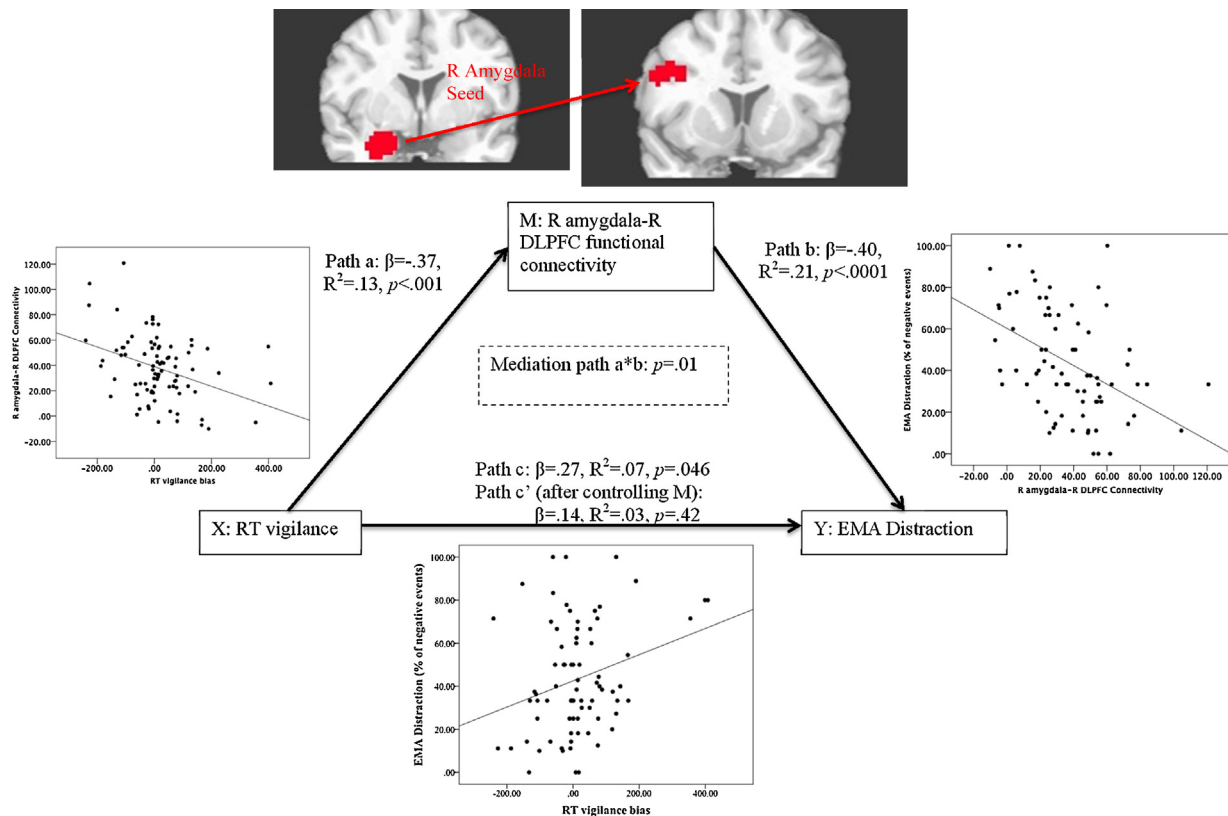 R Amygdala
Seed
M: R amygdala-R
DLPFC functional
connectivity
Path a: β=-.37,
R²=.13, p<.001
Path b: β=-.40,
R²=.21, p<.0001
Mediation path a*b: p=.01
Path c: β=.27, R²=.07, p=.046
Path c' (after controlling M):
β=.14, R²=.03, p=.42
X: RT vigilance
Y: EMA Distraction
R amygdala-R DLPFC Connectivity
120.00
100.00
80.00
60.00
40.00
20.00
.00
-20.00
-200.00 .00 200.00 400.00
RT vigilance bias
EMA Distraction (% of negative events)
100.00
80.00
60.00
40.00
20.00
.00
-20.00 .00 20.00 40.00 60.00 80.00 100.00 120.00
R amygdala-R DLPFC Connectivity
EMA Distraction (% of negative events)
100.00
80.00
60.00
40.00
20.00
.00
-200.00 .00 200.00 400.00
RT vigilance bias